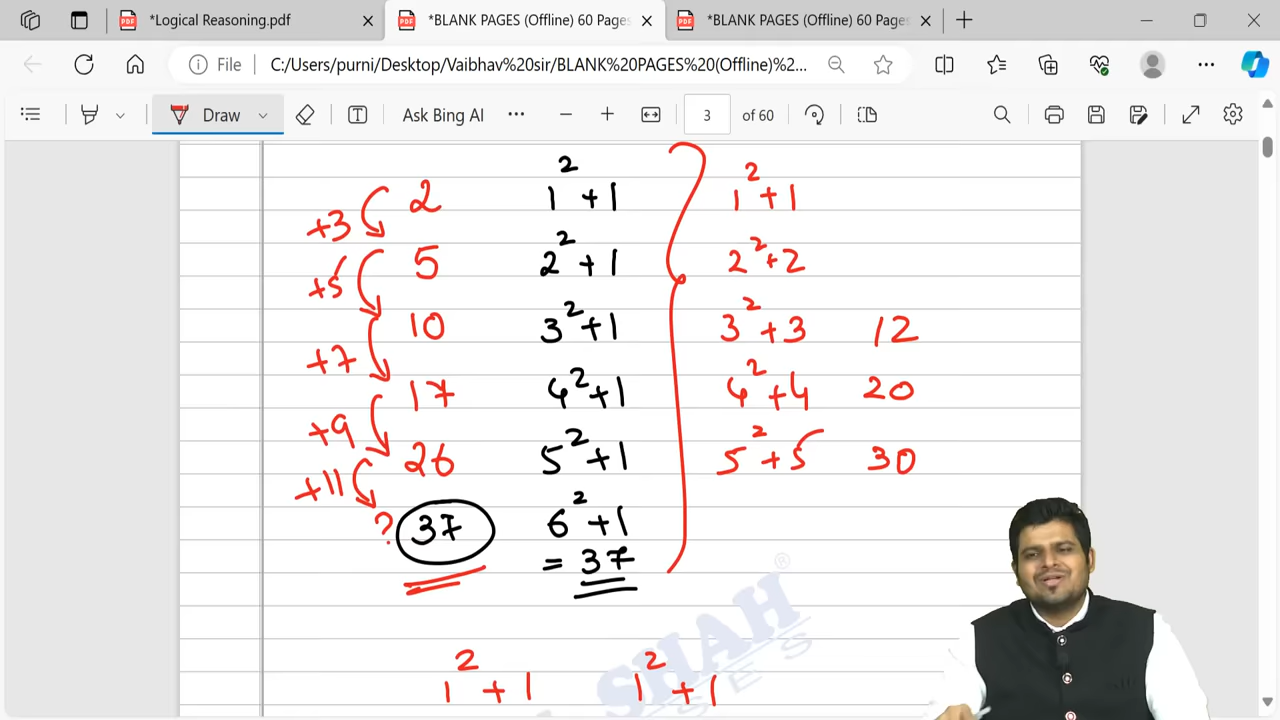 *Logical Reasoning.pdf
*BLANK PAGES (Offline) 60 Pages
*BLANK PAGES (Offline) 60 Pages
File
C:/Users/purni/Desktop/Vaibhav%20sir/BLANK%20PAGES%20(Offline)%2...
Draw
Ask Bing AI
3 of 60
2 1²+1 1²+1
+3
5 2²+1 2²+2
+5
10 3²+1 3²+3 12
+7
17 4²+1 4²+4 20
+9
26 5²+1 5²+5 30
+11
? 37 6²+1
= 37
1²+1 1²+1
SHAH
®